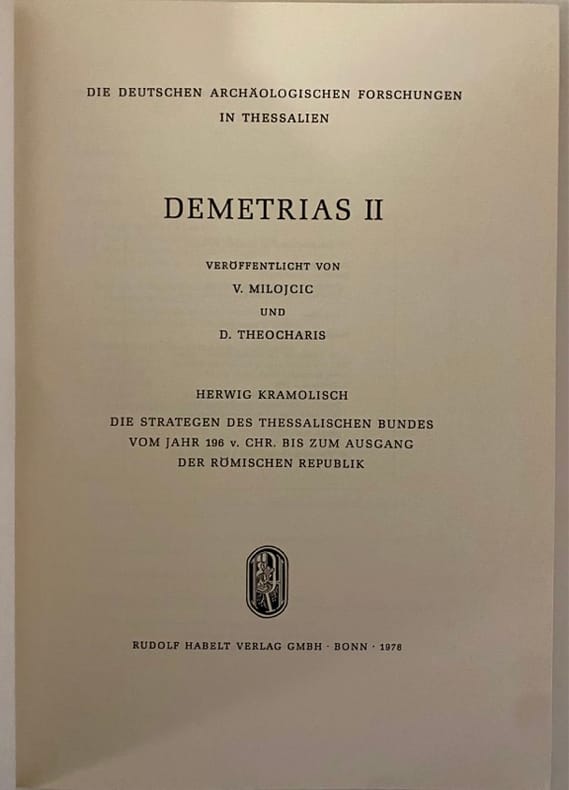 DIE DEUTSCHEN ARCHÄOLOGISCHEN FORSCHUNGEN
IN THESSALIEN
DEMETRIAS II
VERÖFFENTLICHT VON
V. MILOJCIC
UND
D. THEOCHARIS
HERWIG KRAMOLISCH
DIE STRATEGEN DES THESSALISCHEN BUNDES
VOM JAHR 196 v. CHR. BIS ZUM AUSGANG
DER RÖMISCHEN REPUBLIK
RUDOLF HABELT VERLAG GMBH · BONN · 1978